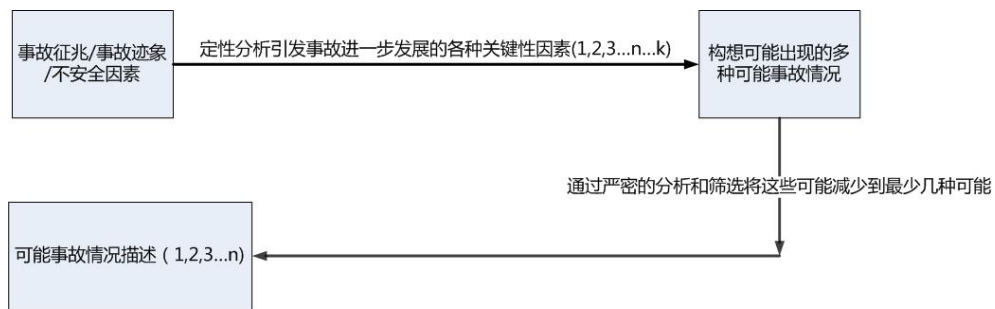 事故征兆/事故迹象
/不安全因素
定性分析引发事故进一步发展的各种关键性因素(1,2,3...n...k)
构想可能出现的多
种可能事故情况
通过严密的分析和筛选将这些可能减少到最少几种可能
可能事故情况描述（1,2,3...n)